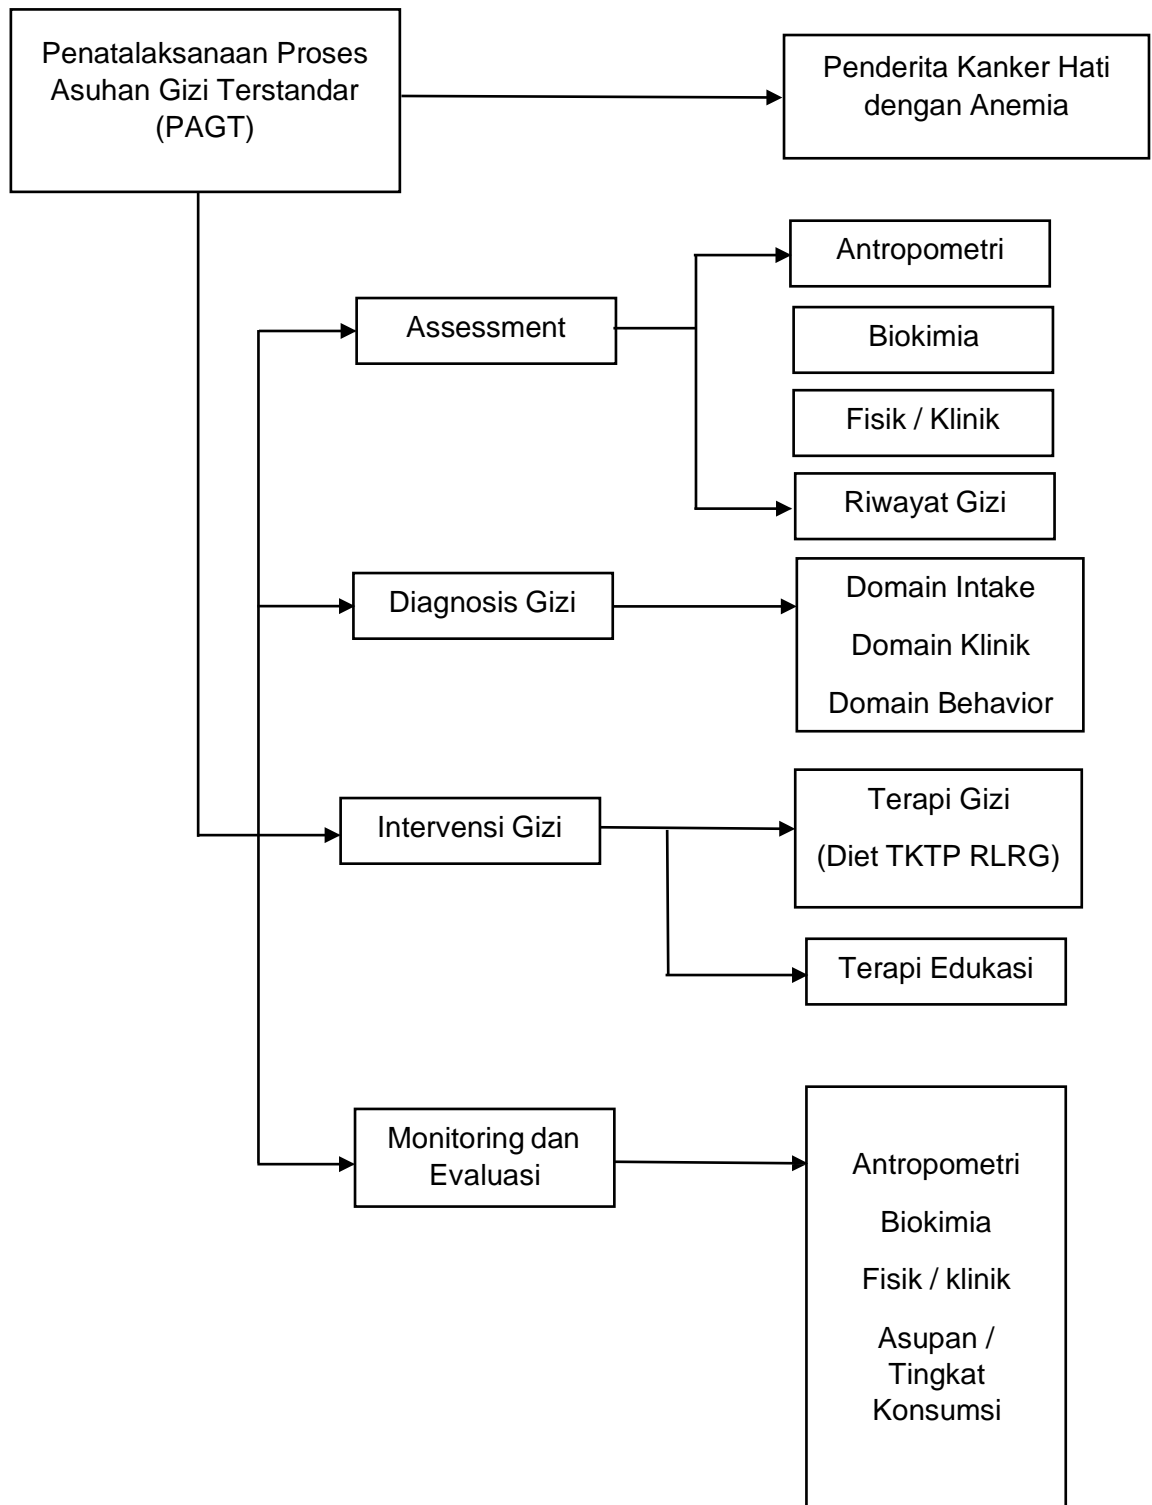 Penatalaksanaan Proses
Asuhan Gizi Terstandar
(PAGT)
Penderita Kanker Hati
dengan Anemia
Assessment
Antropometri
Biokimia
Fisik / Klinik
Riwayat Gizi
Diagnosis Gizi
Domain Intake
Domain Klinik
Domain Behavior
Intervensi Gizi
Terapi Gizi
(Diet TKTP RLRG)
Terapi Edukasi
Monitoring dan
Evaluasi
Antropometri
Biokimia
Fisik / klinik
Asupan /
Tingkat
Konsumsi